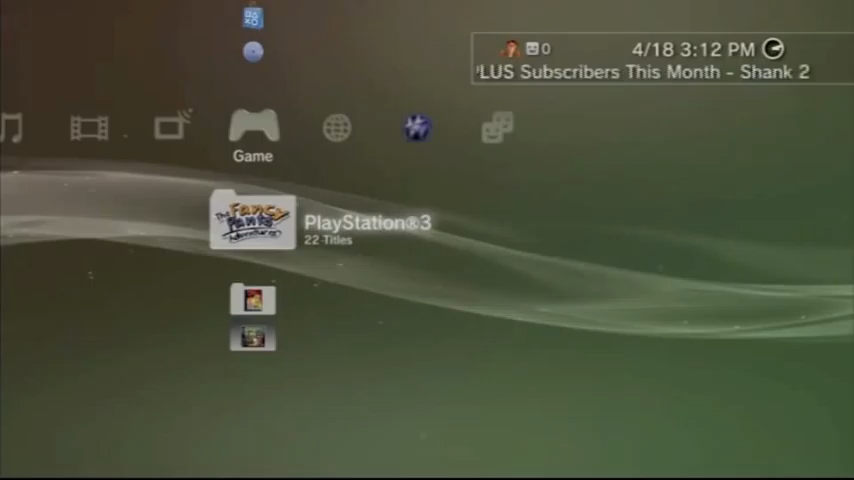 0 4/18 3:12 PM
LUS Subscribers This Month - Shank 2
Game
The Fancy Pants Adventures
PlayStation®3
22 Titles